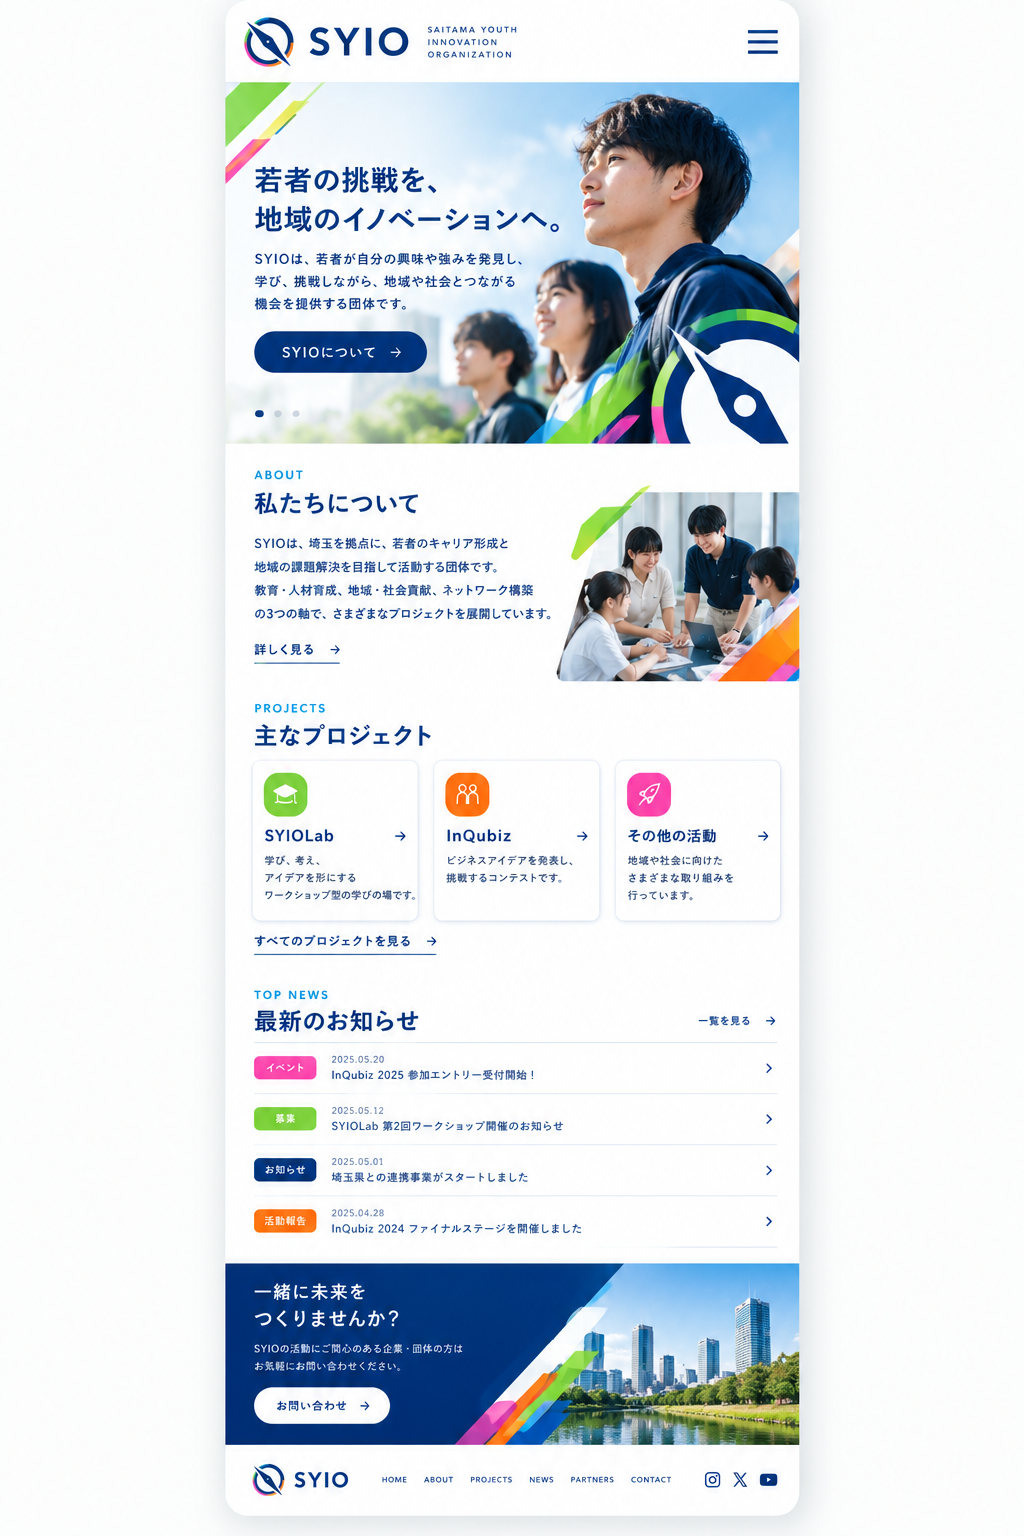 SYIO
SAITAMA YOUTH
INNOVATION
ORGANIZATION
若者の挑戦を、
地域のイノベーションへ。
SYIOは、若者が自分の興味や強みを発見し、
学び、挑戦しながら、地域や社会とつながる
機会を提供する団体です。
SYIOについて →
ABOUT
私たちについて
SYIOは、埼玉を拠点に、若者のキャリア形成と
地域の課題解決を目指して活動する団体です。
教育・人材育成、地域・社会貢献、ネットワーク構築
の3つの軸で、さまざまなプロジェクトを展開しています。
詳しく見る →
PROJECTS
主なプロジェクト
SYIOLab →
学び、考え、
アイデアを形にする
ワークショップ型の学びの場です。
InQubiz →
ビジネスアイデアを発表し、
挑戦するコンテストです。
その他の活動 →
地域や社会に向けた
さまざまな取り組みを
行っています。
すべてのプロジェクトを見る →
TOP NEWS
最新のお知らせ
一覧を見る →
イベント
2025.05.20
InQubiz 2025 参加エントリー受付開始！
2025.05.12
SYIOLab 第2回ワークショップ開催のお知らせ
お知らせ
2025.05.01
埼玉県との連携事業がスタートしました
活動報告
2025.04.28
InQubiz 2024 ファイナルステージを開催しました
一緒に未来を
つくりませんか？
SYIOの活動にご関心のある企業・団体の方は
お気軽にお問い合わせください。
お問い合わせ →
SYIO
HOME ABOUT PROJECTS NEWS PARTNERS CONTACT